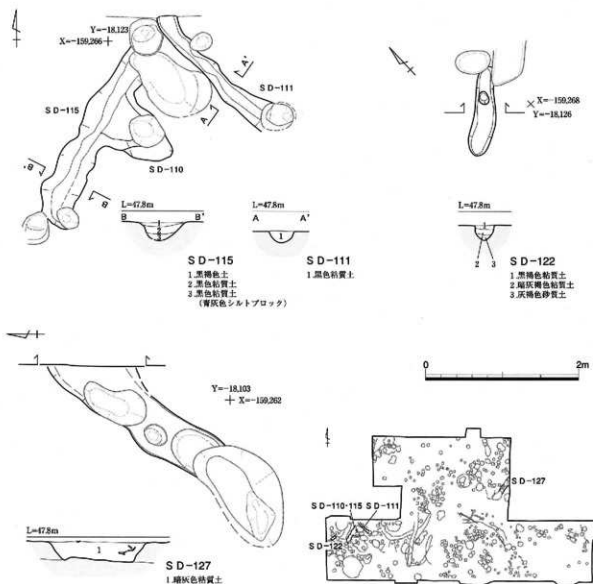 Y=-18,123
X=-159,266
SD-115
SD-111
A'
A
SD-110
B'
B
L=47.8m
B B'
1
2
3
SD-115
1.黒褐色土
2.黒色粘質土
3.黒色粘質土
(青灰色シルトブロック)
L=47.8m
A A'
1
SD-111
1.黒色粘質土
X=-159,268
Y=-18,126
L=47.8m
1
2 3
SD-122
1.黒褐色粘質土
2.暗灰褐色粘質土
3.灰褐色砂質土
Y=-18,103
X=-159,262
L=47.8m
1
SD-127
1.暗灰色粘質土
0 2m
SD-127
SD-110・115 SD-111
SD-122